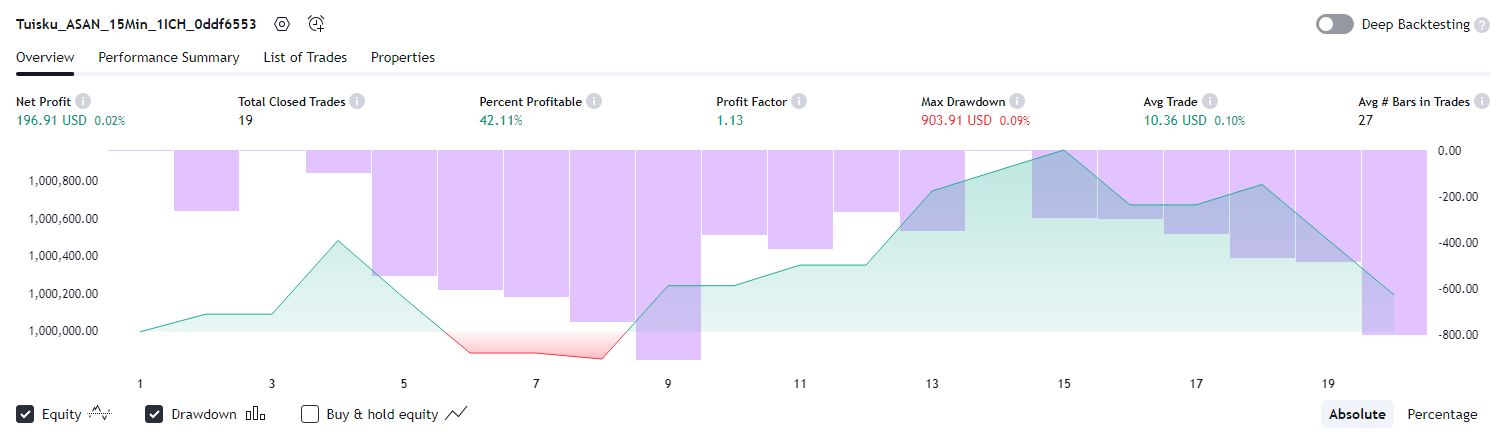 Tuisku_ASAN_15Min_1ICH_0ddf6553 Deep Backtesting ?
Overview Performance Summary List of Trades Properties
Net Profit i Total Closed Trades i Percent Profitable i Profit Factor i Max Drawdown i Avg Trade i Avg # Bars in Trades i
196.91 USD 0.02% 19 42.11% 1.13 903.91 USD 0.09% 10.36 USD 0.10% 27
0.00
1,000,800.00
-200.00
1,000,600.00
-400.00
1,000,400.00
-600.00
1,000,200.00
1,000,000.00
-800.00
1 3 5 7 9 11 13 15 17 19
Equity Drawdown Buy & hold equity Absolute Percentage